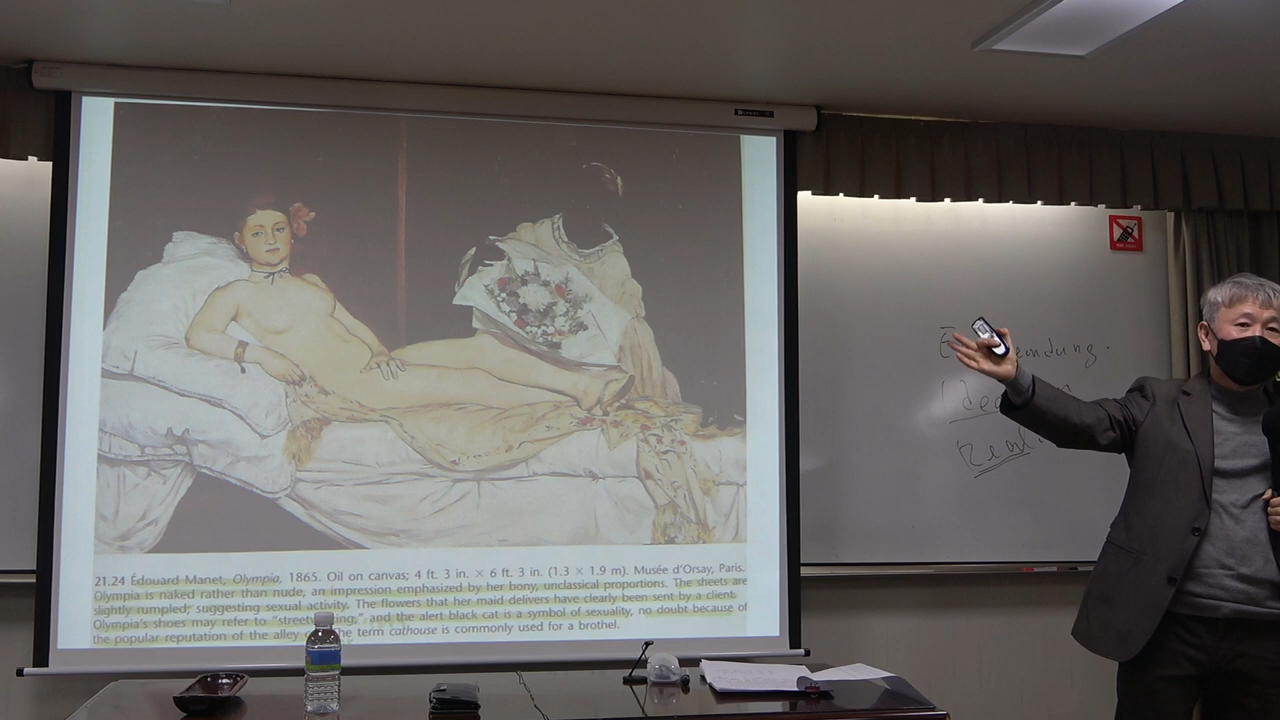 21.24 Édouard Manet, Olympia, 1865. Oil on canvas; 4 ft. 3 in. × 6 ft. 3 in. (1.3 × 1.9 m). Musée d'Orsay, Paris.
Olympia is naked rather than nude, an impression emphasized by her bony, unclassical proportions. The sheets are
slightly rumpled, suggesting sexual activity. The flowers that her maid delivers have clearly been sent by a client.
Olympia's shoes may refer to "street ing," and the alert black cat is a symbol of sexuality, no doubt because of
the popular reputation of the alley the term cathouse is commonly used for a brothel.